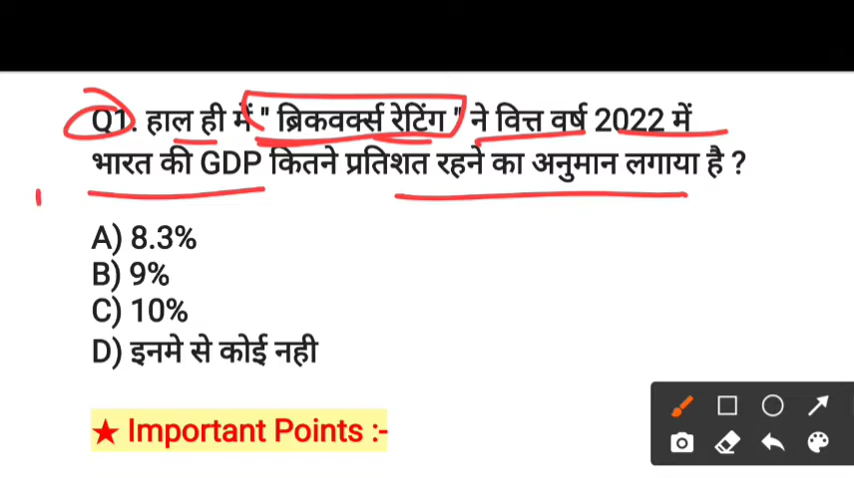 Q1. हाल ही में " ब्रिकवर्क्स रेटिंग " ने वित्त वर्ष 2022 में
भारत की GDP कितने प्रतिशत रहने का अनुमान लगाया है ?
A) 8.3%
B) 9%
C) 10%
D) इनमे से कोई नही
★ Important Points :-